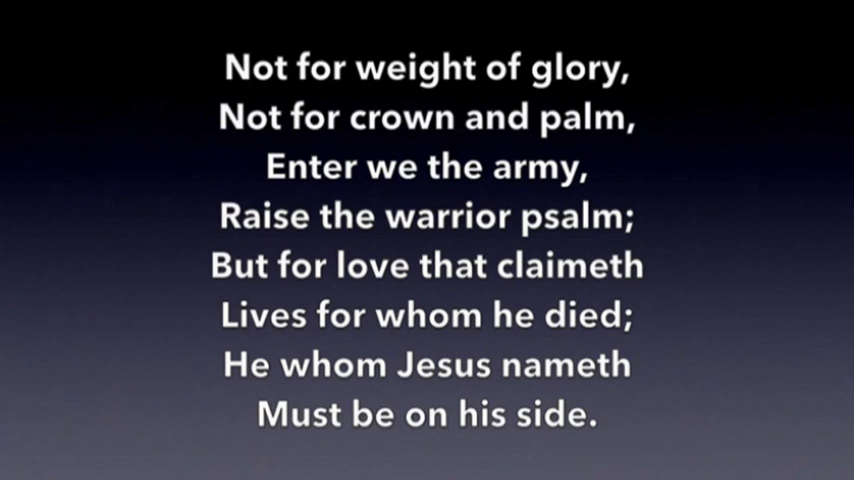 Not for weight of glory,
Not for crown and palm,
Enter we the army,
Raise the warrior psalm;
But for love that claimeth
Lives for whom he died;
He whom Jesus nameth
Must be on his side.